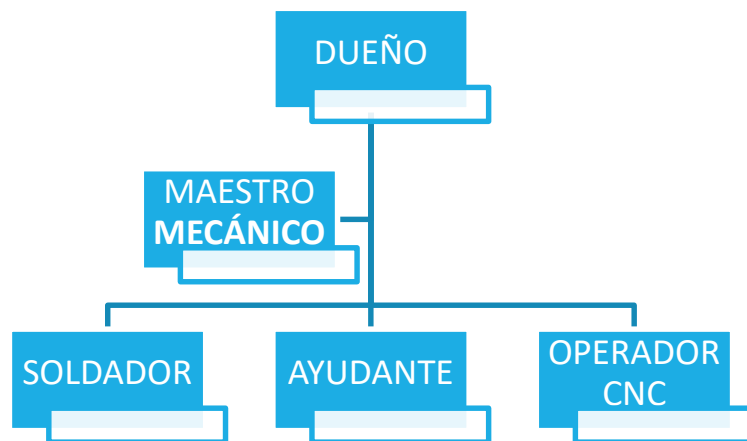 DUEÑO
MAESTRO
MECÁNICO
SOLDADOR
AYUDANTE
OPERADOR
CNC